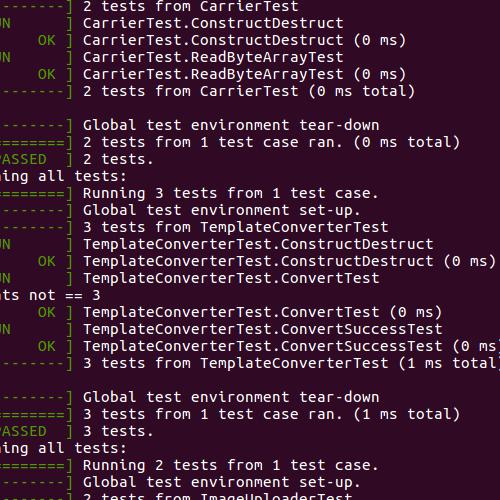 -------] 2 tests from CarrierTest
UN      ] CarrierTest.ConstructDestruct
    OK ] CarrierTest.ConstructDestruct (0 ms)
UN      ] CarrierTest.ReadByteArrayTest
    OK ] CarrierTest.ReadByteArrayTest (0 ms)
-------] 2 tests from CarrierTest (0 ms total)
-------] Global test environment tear-down
=======] 2 tests from 1 test case ran. (0 ms total)
PASSED  ] 2 tests.
ning all tests:
=======] Running 3 tests from 1 test case.
-------] Global test environment set-up.
-------] 3 tests from TemplateConverterTest
UN      ] TemplateConverterTest.ConstructDestruct
    OK ] TemplateConverterTest.ConstructDestruct (0 ms)
UN      ] TemplateConverterTest.ConvertTest
nts not == 3
    OK ] TemplateConverterTest.ConvertTest (0 ms)
UN      ] TemplateConverterTest.ConvertSuccessTest
    OK ] TemplateConverterTest.ConvertSuccessTest (0 ms
-------] 3 tests from TemplateConverterTest (1 ms total
-------] Global test environment tear-down
=======] 3 tests from 1 test case ran. (1 ms total)
PASSED  ] 3 tests.
ning all tests:
=======] Running 2 tests from 1 test case.
-------] Global test environment set-up.
-------] 2 tests from ImageUploaderTest